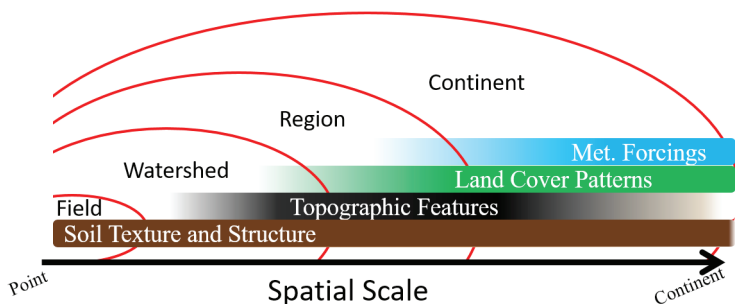 Continent
Region
Met. Forcings
Watershed
Land Cover Patterns
Field
Topographic Features
Soil Texture and Structure
Point
Continent
Spatial Scale